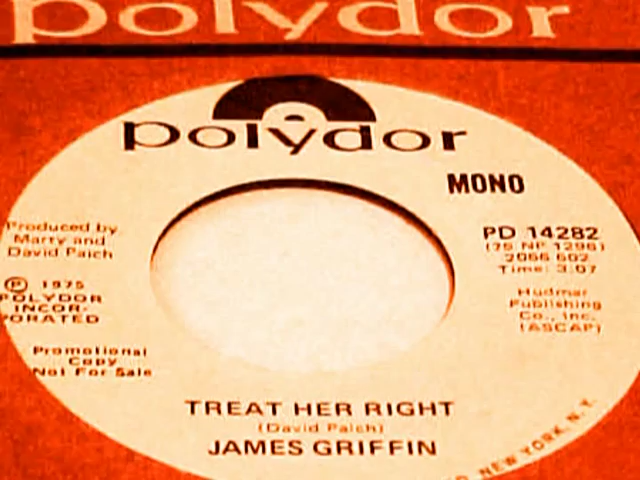 polydor
polydor
MONO
Produced by
Marty and
David Paich
PD 14282
(75 NP 1296)
2066 602
Time: 3:07
Ⓟ 1975
POLYDOR
INCOR-
PORATED
Hudmar
Publishing
Co., Inc.
(ASCAP)
Promotional
Copy
Not For Sale
TREAT HER RIGHT
(David Paich)
JAMES GRIFFIN
NEW YORK, N.Y.